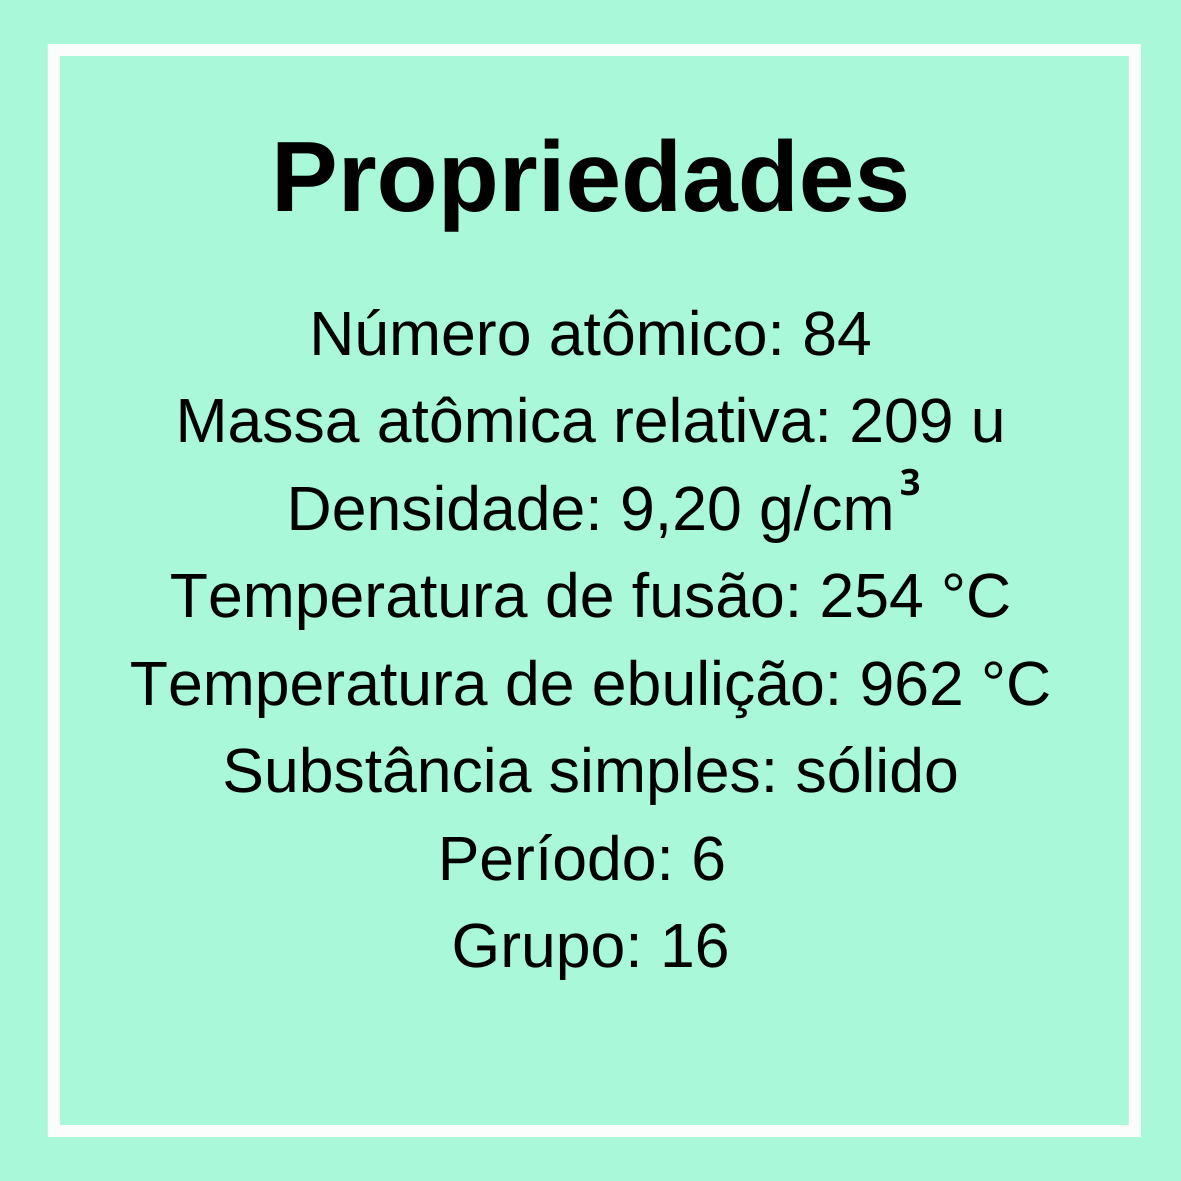 Propriedades
Número atômico: 84
Massa atômica relativa: 209 u
Densidade: 9,20 g/cm³
Temperatura de fusão: 254 °C
Temperatura de ebulição: 962 °C
Substância simples: sólido
Período: 6
Grupo: 16